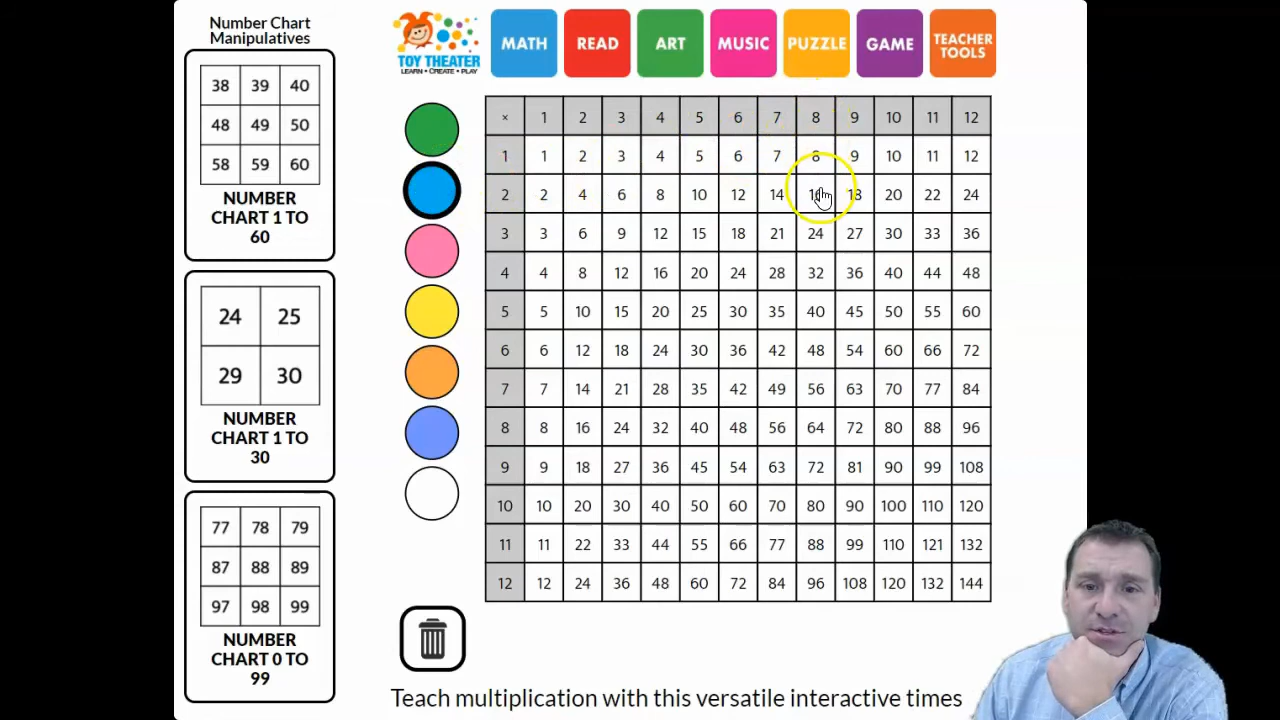 Number Chart
Manipulatives
38 39 40
48 49 50
58 59 60
NUMBER
CHART 1 TO
60
24 25
29 30
NUMBER
CHART 1 TO
30
77 78 79
87 88 89
97 98 99
NUMBER
CHART 0 TO
99
TOY THEATER
LEARN • CREATE • PLAY
MATH
READ
ART
MUSIC
PUZZLE
GAME
TEACHER
TOOLS
× 1 2 3 4 5 6 7 8 9 10 11 12
1 1 2 3 4 5 6 7 8 9 10 11 12
2 2 4 6 8 10 12 14 16 18 20 22 24
3 3 6 9 12 15 18 21 24 27 30 33 36
4 4 8 12 16 20 24 28 32 36 40 44 48
5 5 10 15 20 25 30 35 40 45 50 55 60
6 6 12 18 24 30 36 42 48 54 60 66 72
7 7 14 21 28 35 42 49 56 63 70 77 84
8 8 16 24 32 40 48 56 64 72 80 88 96
9 9 18 27 36 45 54 63 72 81 90 99 108
10 10 20 30 40 50 60 70 80 90 100 110 120
11 11 22 33 44 55 66 77 88 99 110 121 132
12 12 24 36 48 60 72 84 96 108 120 132 144
Teach multiplication with this versatile interactive times